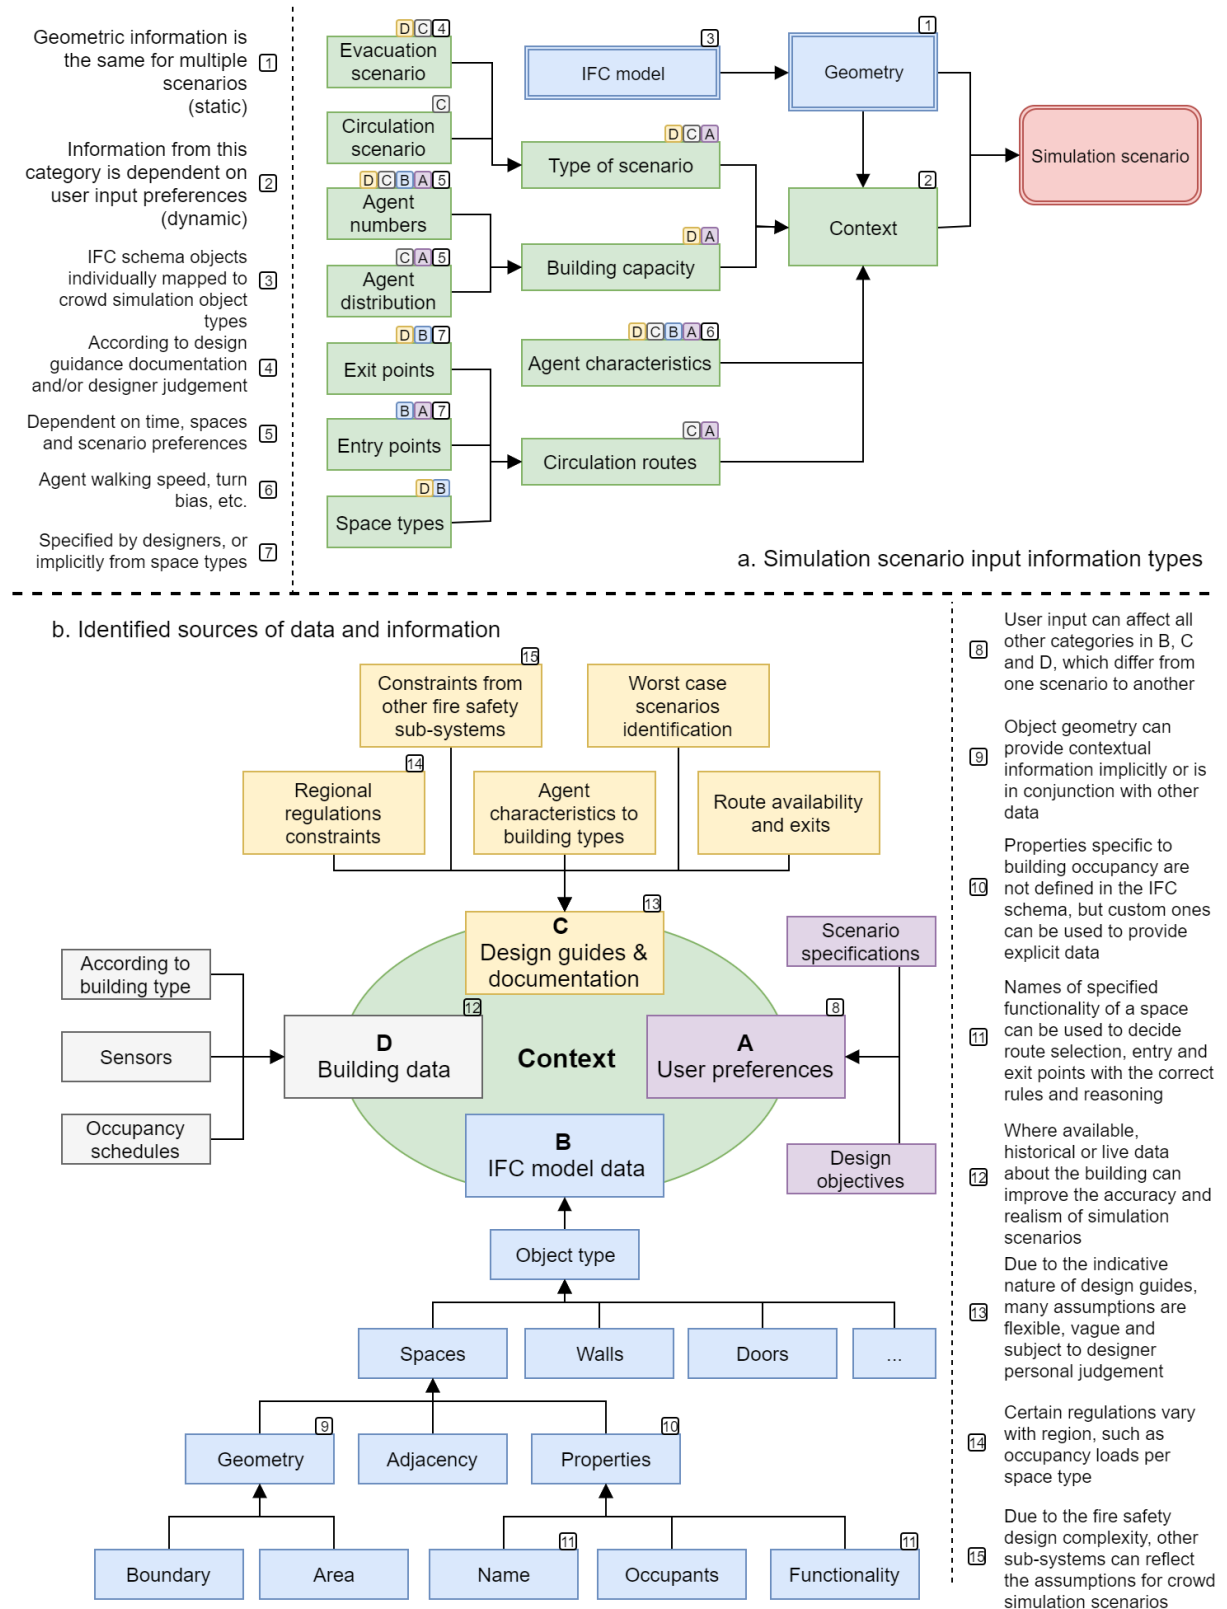 Geometric information is
the same for multiple
scenarios
(static)
1
Information from this
category is dependent on
user input preferences
(dynamic)
2
IFC schema objects
individually mapped to
crowd simulation object
types
3
According to design
guidance documentation
and/or designer judgement
4
Dependent on time, spaces
and scenario preferences
5
Agent walking speed, turn
bias, etc.
6
Specified by designers, or
implicitly from space types
7
D C 4
Evacuation
scenario
C
Circulation
scenario
D C B A 5
Agent
numbers
C A 5
Agent
distribution
D B 7
Exit points
B A 7
Entry points
D B
Space types
3
IFC model
D C A
Type of scenario
D A
Building capacity
D C B A 6
Agent characteristics
C A
Circulation routes
1
Geometry
2
Context
Simulation scenario
a. Simulation scenario input information types
b. Identified sources of data and information
15
Constraints from
other fire safety
sub-systems
Worst case
scenarios
identification
14
Regional
regulations
constraints
Agent
characteristics to
building types
Route availability
and exits
13
C
Design guides &
documentation
According to
building type
Sensors
Occupancy
schedules
12
D
Building data
Context
8
A
User preferences
Scenario
specifications
Design
objectives
B
IFC model data
Object type
Spaces
Walls
Doors
...
9
Geometry
Adjacency
10
Properties
Boundary
Area
11
Name
Occupants
11
Functionality
8
User input can affect all
other categories in B, C
and D, which differ from
one scenario to another
9
Object geometry can
provide contextual
information implicitly or is
in conjunction with other
data
10
Properties specific to
building occupancy are
not defined in the IFC
schema, but custom ones
can be used to provide
explicit data
11
Names of specified
functionality of a space
can be used to decide
route selection, entry and
exit points with the correct
rules and reasoning
12
Where available,
historical or live data
about the building can
improve the accuracy and
realism of simulation
scenarios
13
Due to the indicative
nature of design guides,
many assumptions are
flexible, vague and
subject to designer
personal judgement
14
Certain regulations vary
with region, such as
occupancy loads per
space type
15
Due to the fire safety
design complexity, other
sub-systems can reflect
the assumptions for crowd
simulation scenarios